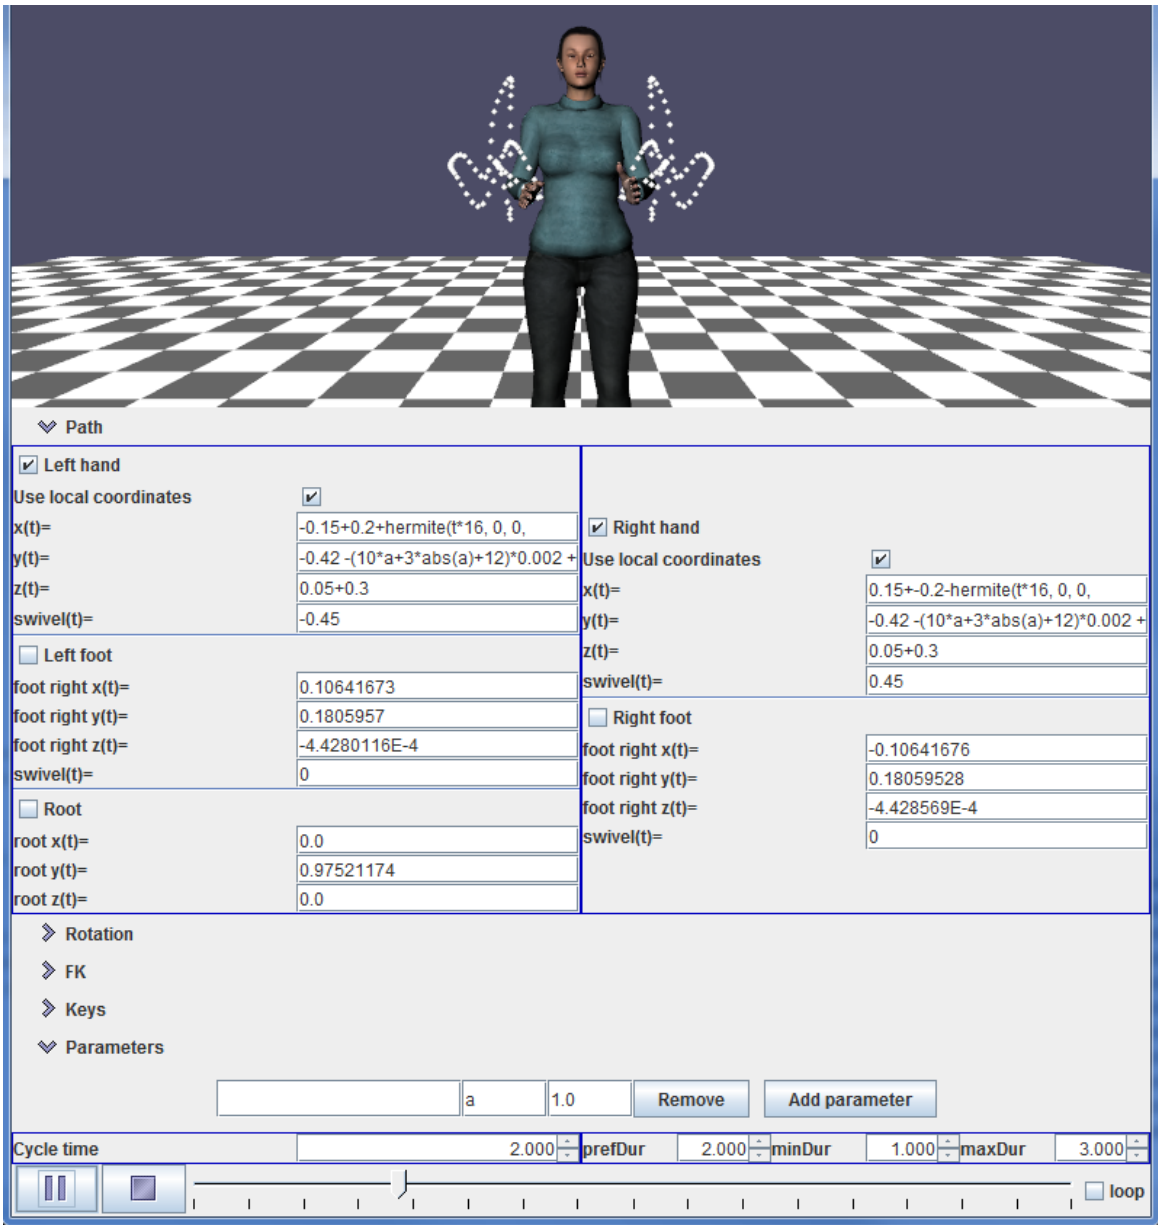 Path
Left hand
Use local coordinates
x(t)= -0.15+0.2+hermite(t*16, 0, 0,
y(t)= -0.42 -(10*a+3*abs(a)+12)*0.002 +
z(t)= 0.05+0.3
swivel(t)= -0.45
Left foot
foot right x(t)= 0.10641673
foot right y(t)= 0.1805957
foot right z(t)= -4.4280116E-4
swivel(t)= 0
Root
root x(t)= 0.0
root y(t)= 0.97521174
root z(t)= 0.0
Right hand
Use local coordinates
x(t)= 0.15+-0.2-hermite(t*16, 0, 0,
y(t)= -0.42 -(10*a+3*abs(a)+12)*0.002 +
z(t)= 0.05+0.3
swivel(t)= 0.45
Right foot
foot right x(t)= -0.10641676
foot right y(t)= 0.18059528
foot right z(t)= -4.428569E-4
swivel(t)= 0
Rotation
FK
Keys
Parameters
a 1.0 Remove Add parameter
Cycle time 2.000 prefDur 2.000 minDur 1.000 maxDur 3.000
loop